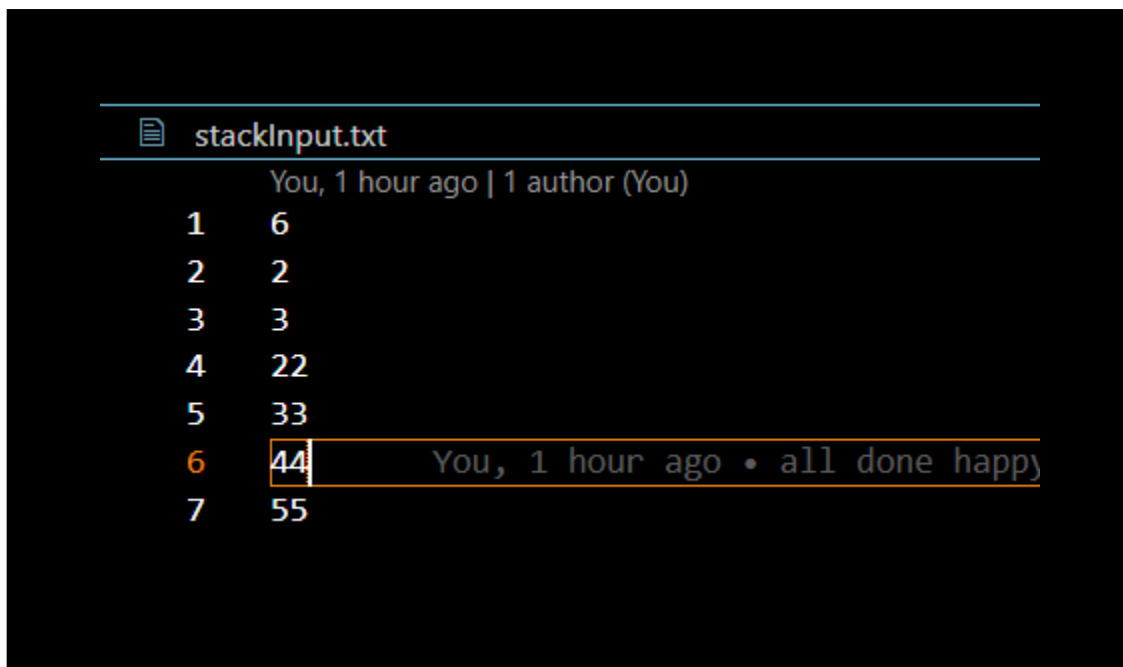 stackInput.txt
You, 1 hour ago | 1 author (You)
1 6
2 2
3 3
4 22
5 33
6 44 You, 1 hour ago • all done happy
7 55